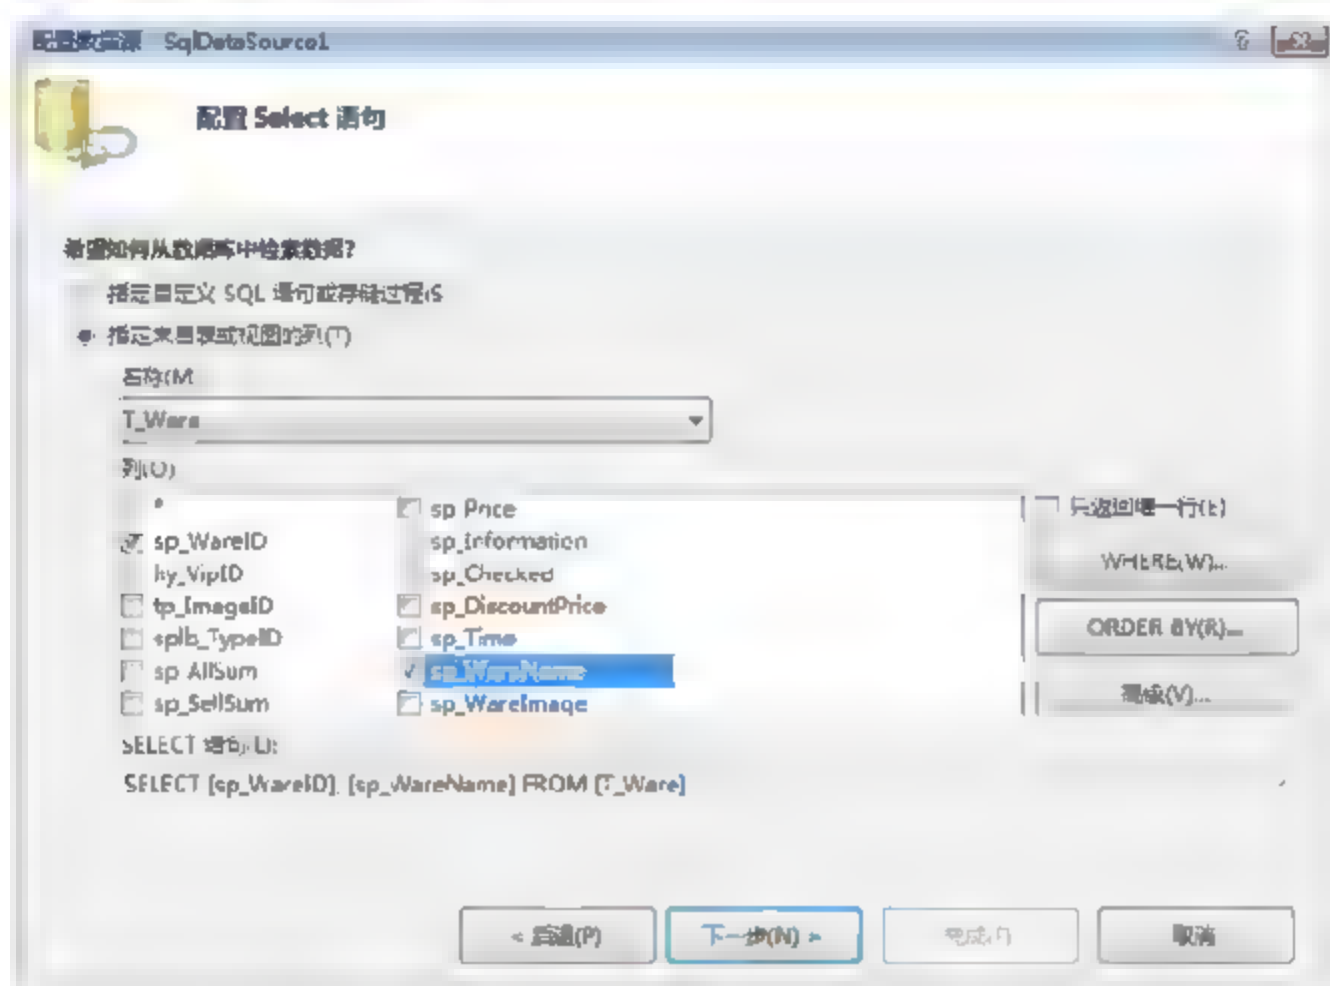 配置数据源 - SqlDataSource1
配置 Select 语句
希望如何从数据库中检索数据?
指定自定义 SQL 语句或存储过程(S
指定来自表或视图的列(T)
名称(M
T_Ware
列(O)
* sp_Price
sp_WareID sp_Information
hy_VipID sp_Checked
tp_ImageID sp_DiscountPrice
splb_TypeID sp_Time
sp_AllSum sp_WareName
sp_SellSum sp_WareImage
只返回唯一行(E)
WHERE(W)...
ORDER BY(R)...
高级(V)...
SELECT 语句(L):
SELECT [sp_WareID], [sp_WareName] FROM [T_Ware]
< 后退(P) 下一步(N) > 完成(F) 取消